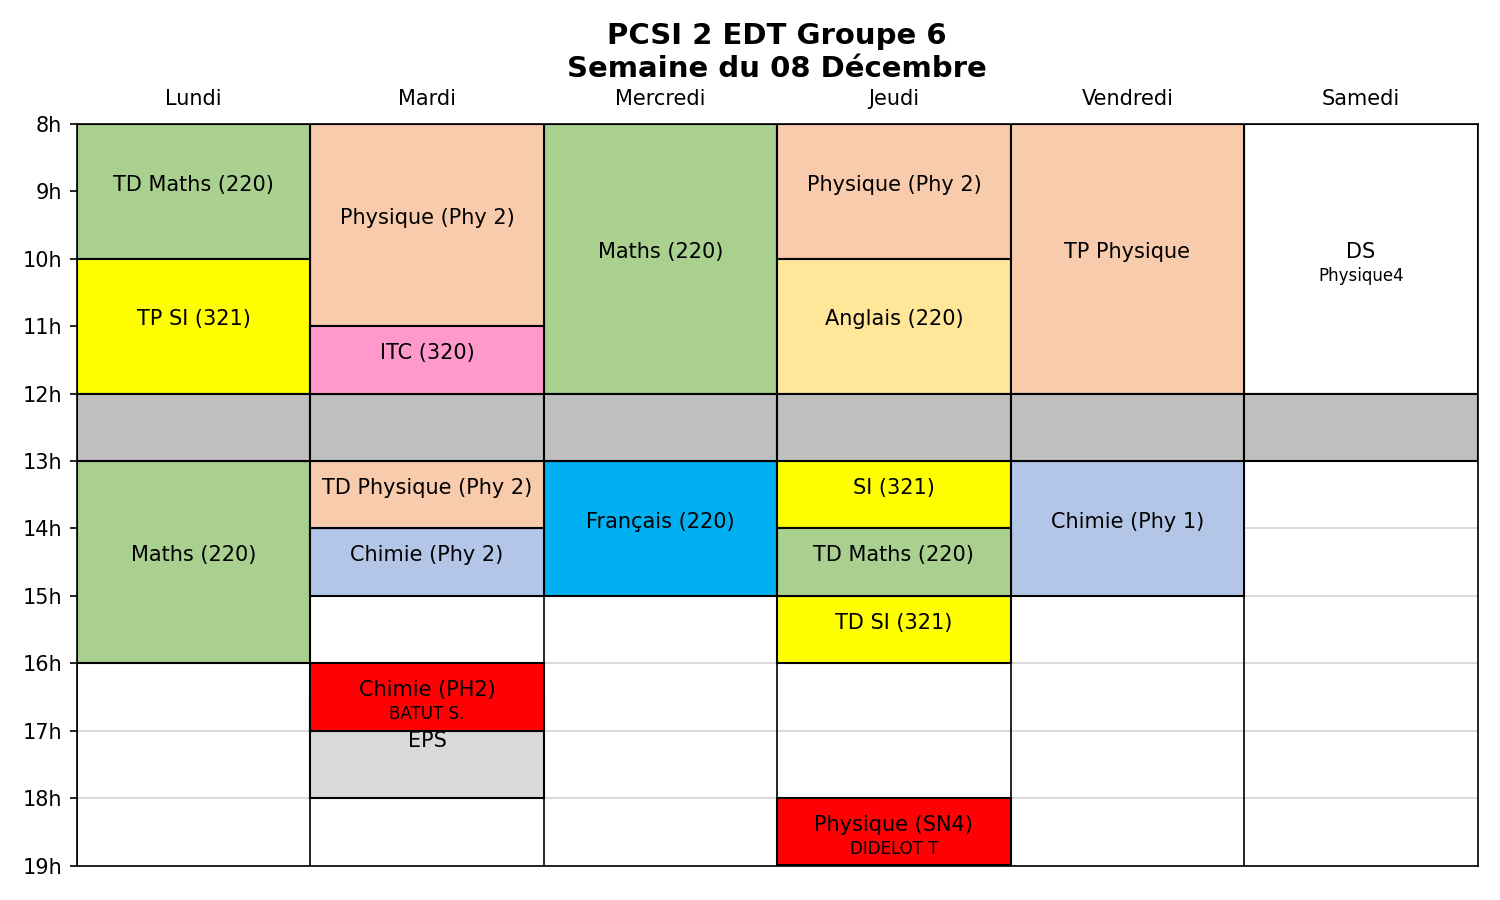 PCSI 2 EDT Groupe 6
Semaine du 08 Décembre
Lundi Mardi Mercredi Jeudi Vendredi Samedi
8h
TD Maths (220) Physique (Phy 2)
9h
Physique (Phy 2)
Maths (220) TP Physique DS
10h
Physique4
TP SI (321) Anglais (220)
11h
ITC (320)
12h
13h
TD Physique (Phy 2) SI (321)
Français (220) Chimie (Phy 1)
14h
Maths (220) Chimie (Phy 2) TD Maths (220)
15h
TD SI (321)
16h
Chimie (PH2)
BATUT S.
17h
EPS
18h
Physique (SN4)
DIDELOT T
19h